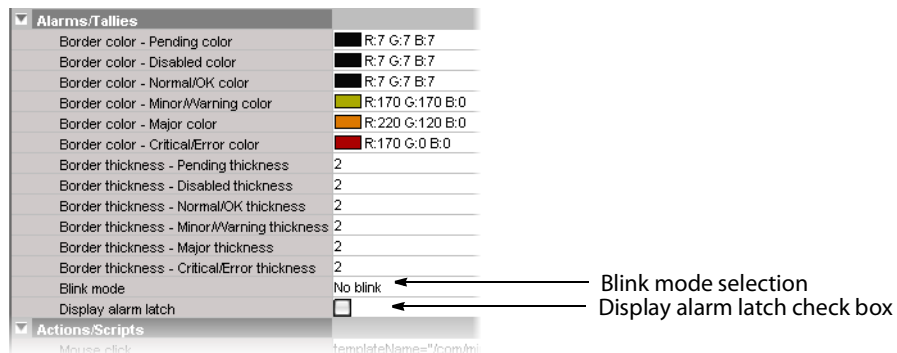 Alarms/Tallies
Border color - Pending color R:7 G:7 B:7
Border color - Disabled color R:7 G:7 B:7
Border color - Normal/OK color R:7 G:7 B:7
Border color - Minor/Warning color R:170 G:170 B:0
Border color - Major color R:220 G:120 B:0
Border color - Critical/Error color R:170 G:0 B:0
Border thickness - Pending thickness 2
Border thickness - Disabled thickness 2
Border thickness - Normal/OK thickness 2
Border thickness - Minor/Warning thickness 2
Border thickness - Major thickness 2
Border thickness - Critical/Error thickness 2
Blink mode No blink Blink mode selection
Display alarm latch Display alarm latch check box
Actions/Scripts
Mouse click templateName="/com/mi